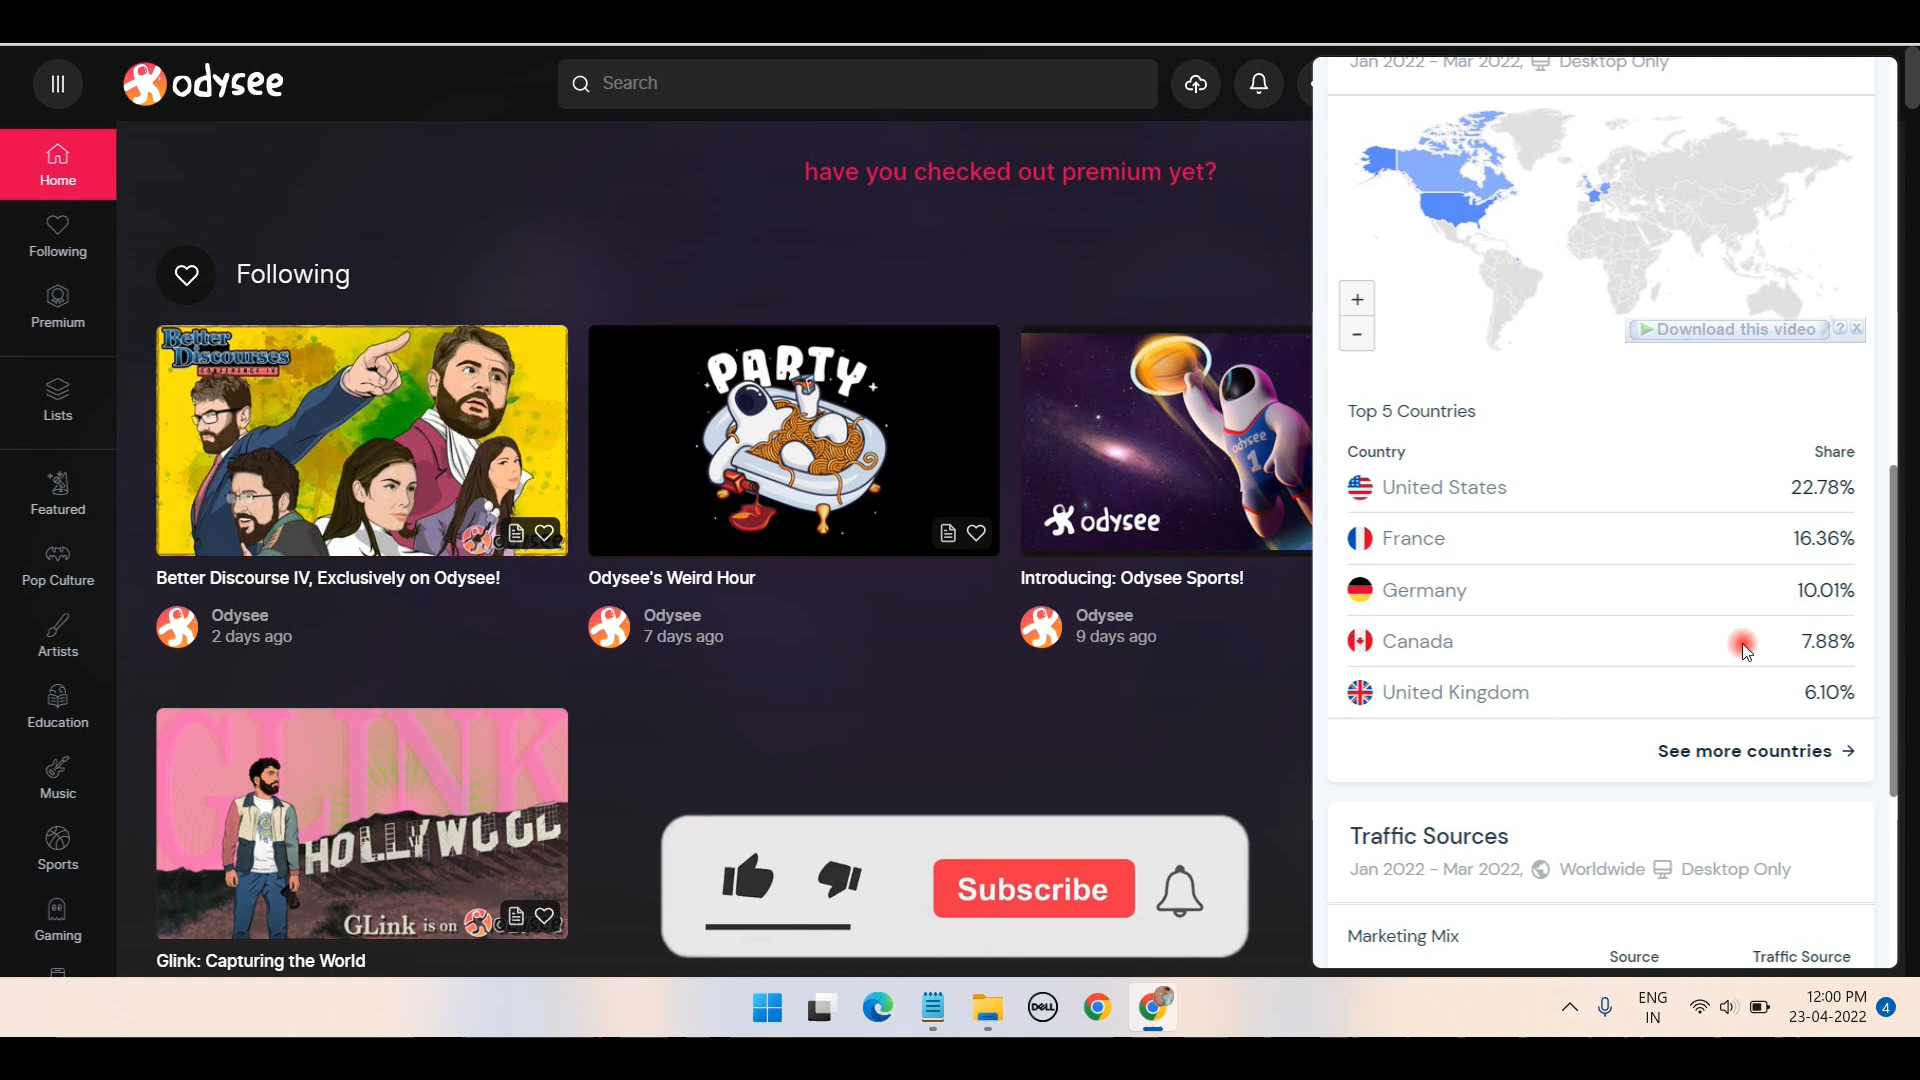 odysee
Search
Home
Following
Premium
Lists
Featured
Pop Culture
Artists
Education
Music
Sports
Gaming
have you checked out premium yet?
Following
Better
Discourses
CONFERENCE IV
Better Discourse IV, Exclusively on Odysee!
Odysee
2 days ago
PARTY
Odysee's Weird Hour
Odysee
7 days ago
odysee
1
odysee
Introducing: Odysee Sports!
Odysee
9 days ago
GLINK
HOLLYWOOD
GLink is on
Glink: Capturing the World
Subscribe
Jan 2022 - Mar 2022, Desktop Only
+
-
Download this video ? x
Top 5 Countries
Country Share
United States 22.78%
France 16.36%
Germany 10.01%
Canada 7.88%
United Kingdom 6.10%
See more countries →
Traffic Sources
Jan 2022 - Mar 2022, Worldwide Desktop Only
Marketing Mix
Source Traffic Source
DELL
ENG
IN
12:00 PM
23-04-2022
4